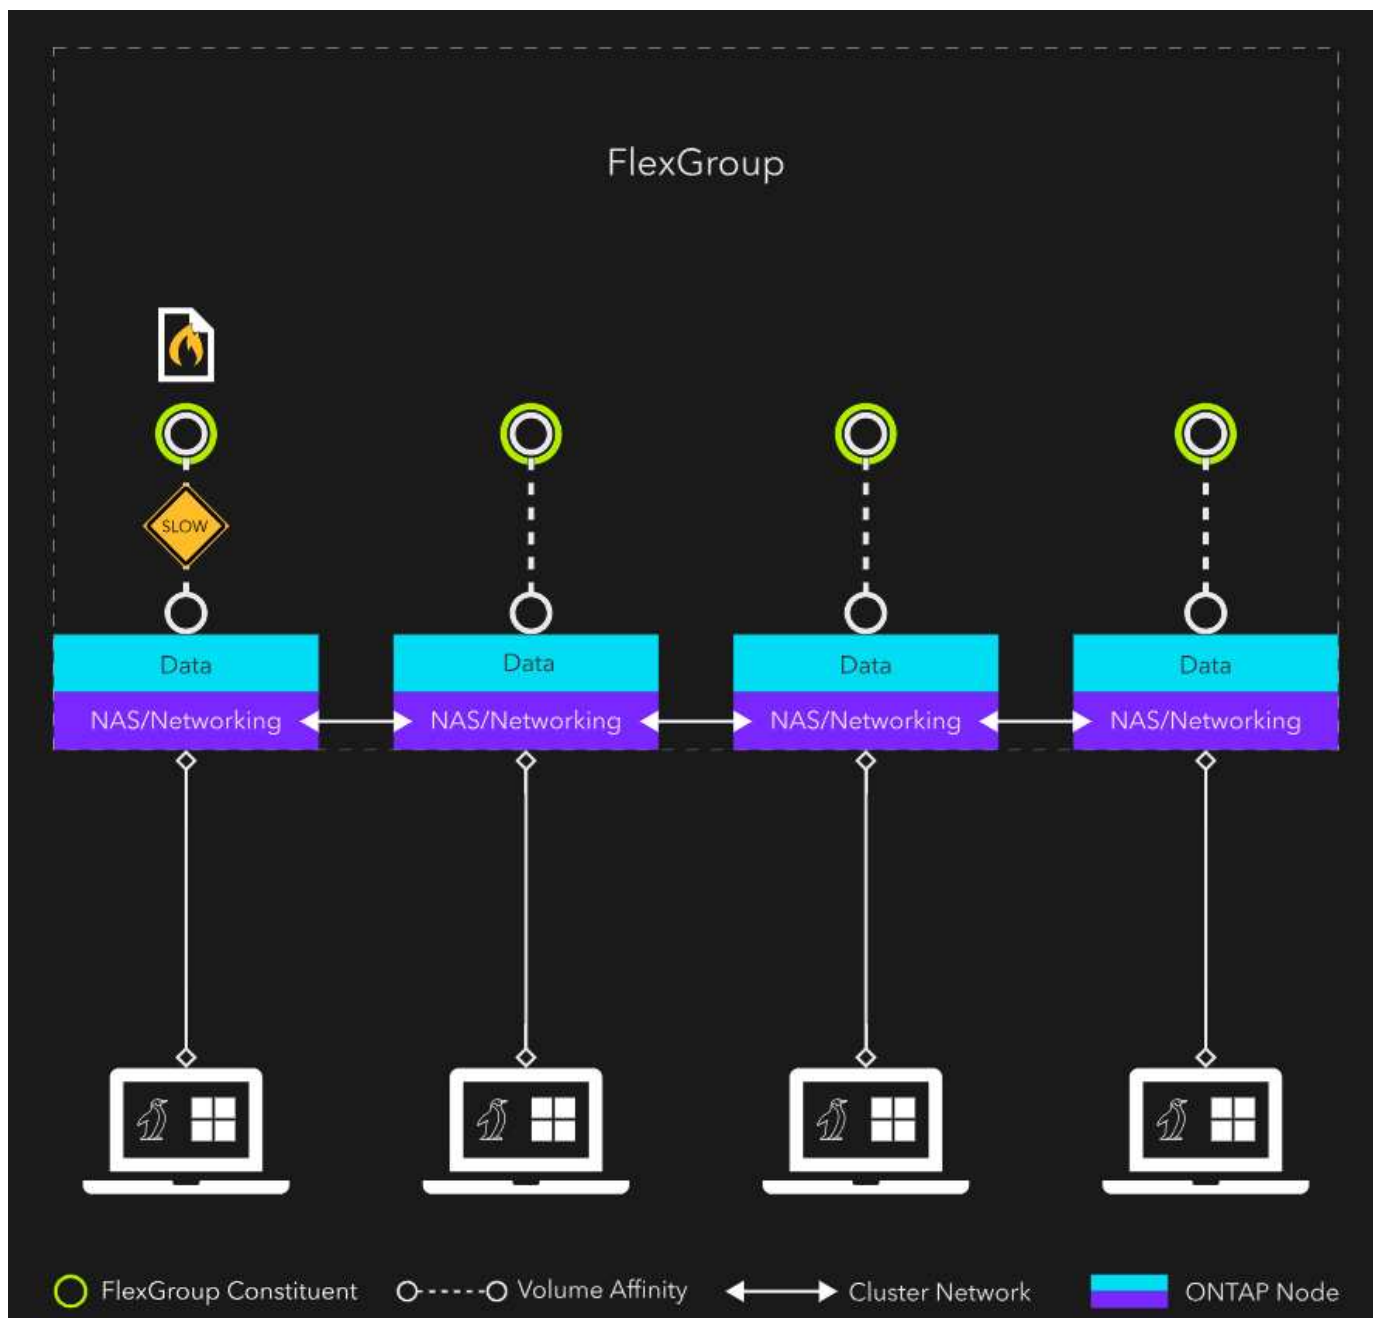 FlexGroup
SLOW
Data Data Data Data
NAS/Networking NAS/Networking NAS/Networking NAS/Networking
FlexGroup Constituent Volume Affinity Cluster Network ONTAP Node